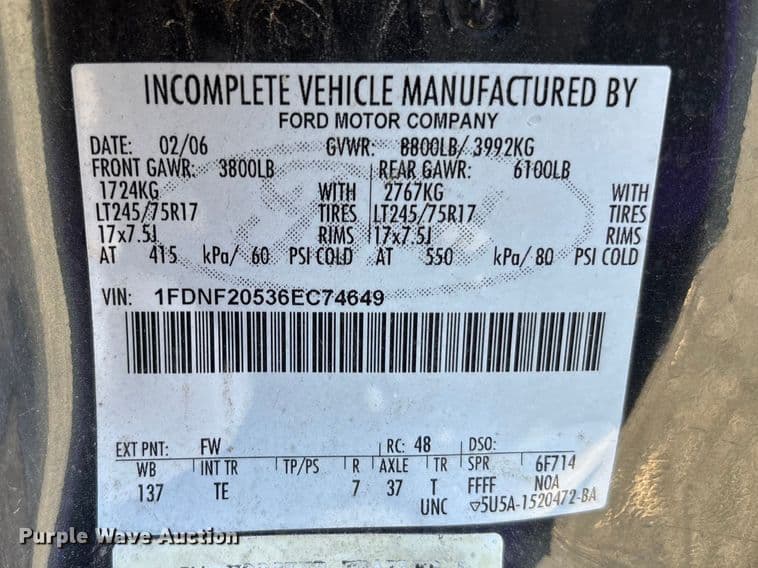 INCOMPLETE VEHICLE MANUFACTURED BY
FORD MOTOR COMPANY
DATE: 02/06 GVWR: 8800LB/ 3992KG
FRONT GAWR: 3800LB REAR GAWR: 6100LB
1724KG WITH 2767KG WITH
LT245/75R17 TIRES LT245/75R17 TIRES
17x7.5J RIMS 17x7.5J RIMS
AT 415 kPa/ 60 PSI COLD AT 550 kPa/ 80 PSI COLD
VIN: 1FDNF20536EC74649
EXT PNT: FW RC: 48 DSO:
WB INT TR TP/PS R AXLE TR SPR 6F714
137 TE 7 37 T FFFF N0A
UNC ▽5U5A-1520472-BA
Purple Wave Auction